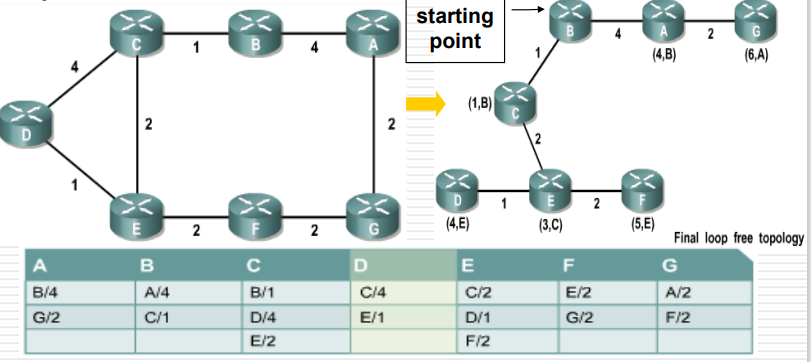 starting
point
C
1
B
4
A
4
2
2
D
1
E
2
F
2
G
B
4
A
2
G
(4,B)
(6,A)
1
(1,B)
C
2
D
1
E
2
F
(4,E)
(3,C)
(5,E)
Final loop free topology
A B C D E F G
B/4 A/4 B/1 C/4 C/2 E/2 A/2
G/2 C/1 D/4 E/1 D/1 G/2 F/2
E/2 F/2